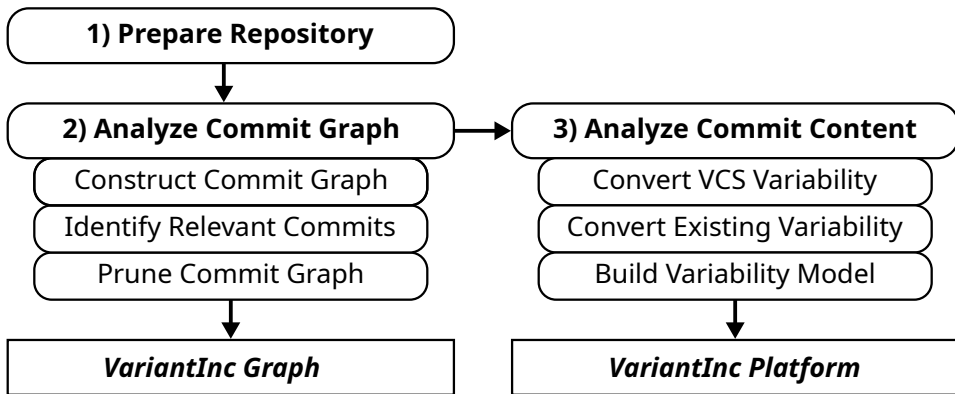 1) Prepare Repository
2) Analyze Commit Graph
Construct Commit Graph
Identify Relevant Commits
Prune Commit Graph
VariantInc Graph
3) Analyze Commit Content
Convert VCS Variability
Convert Existing Variability
Build Variability Model
VariantInc Platform